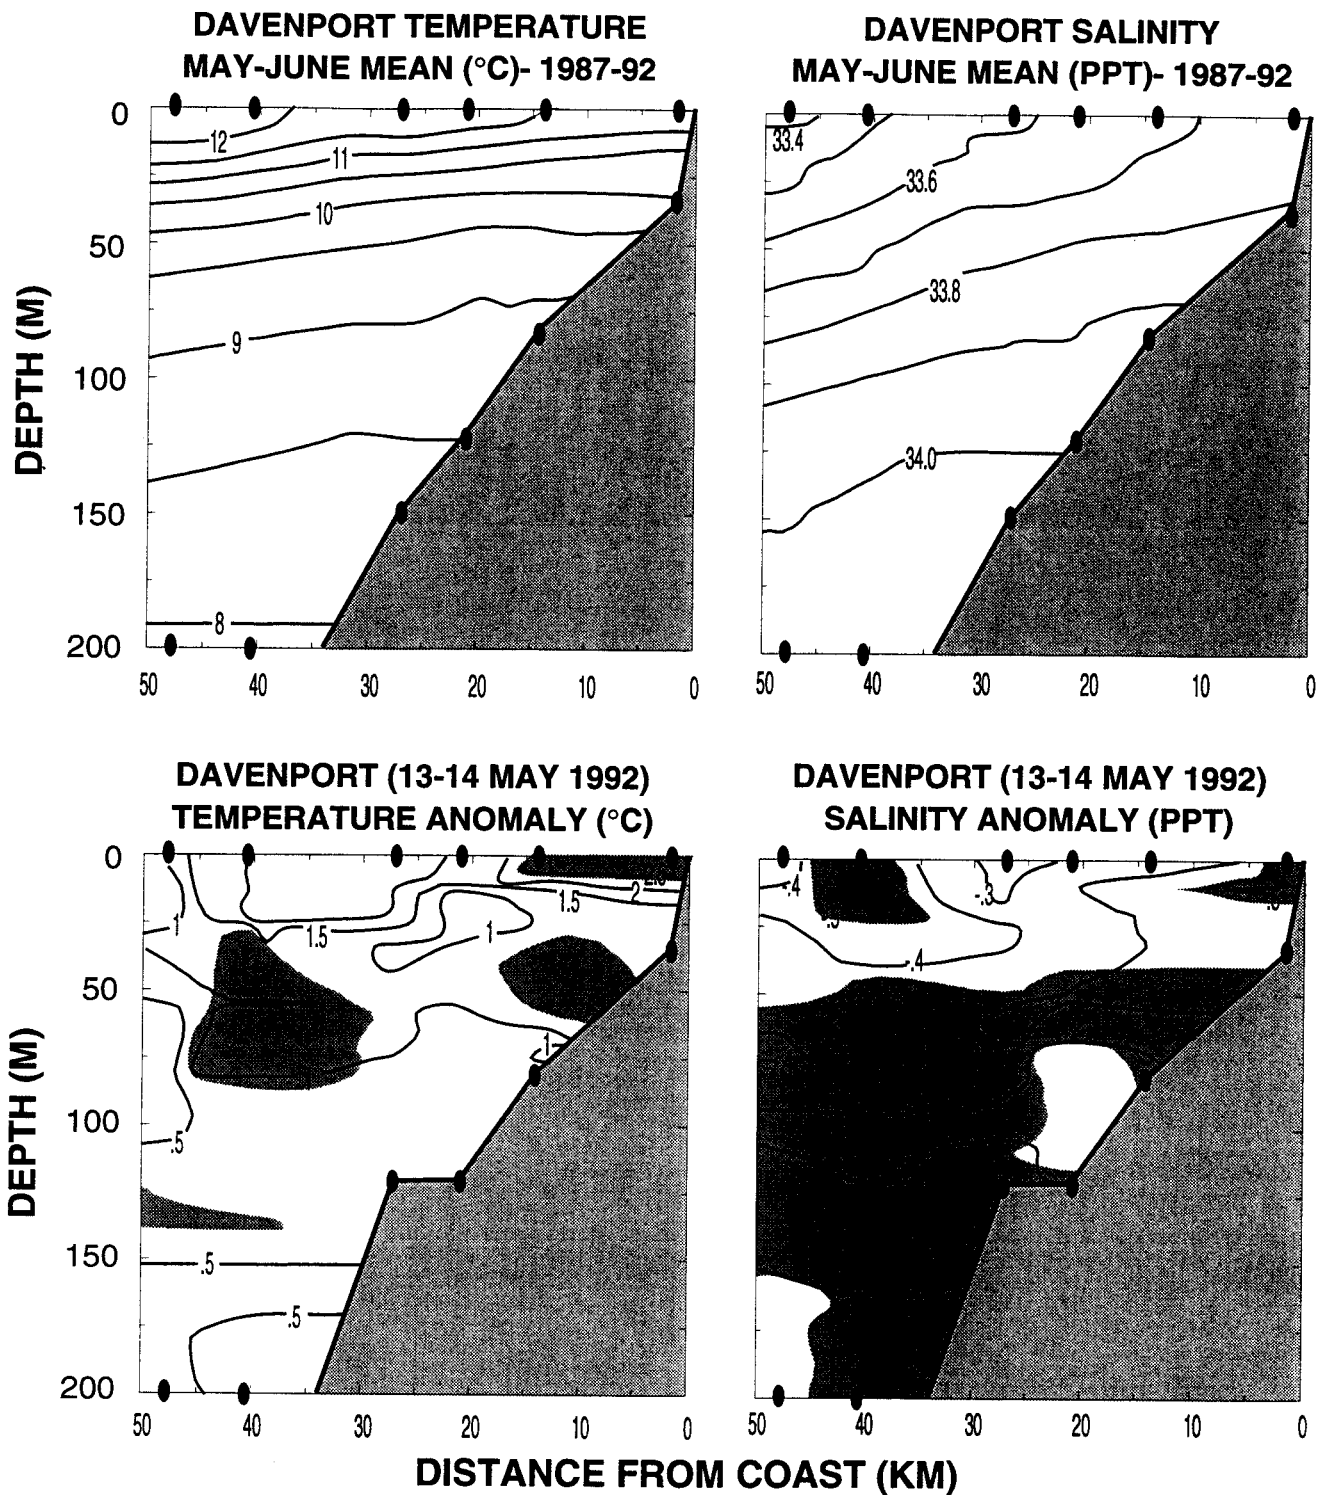 DAVENPORT TEMPERATURE
MAY-JUNE MEAN (°C)- 1987-92
DAVENPORT SALINITY
MAY-JUNE MEAN (PPT)- 1987-92
DEPTH (M)
0
50
100
150
200
12
11
10
9
8
50 40 30 20 10 0
33.4
33.6
33.8
34.0
50 40 30 20 10 0
DAVENPORT (13-14 MAY 1992)
TEMPERATURE ANOMALY (°C)
DAVENPORT (13-14 MAY 1992)
SALINITY ANOMALY (PPT)
DEPTH (M)
0
50
100
150
200
1
1.5
1.5
2
1
1
.5
.5
.5
50 40 30 20 10 0
-.4
-.3
-.4
50 40 30 20 10 0
DISTANCE FROM COAST (KM)